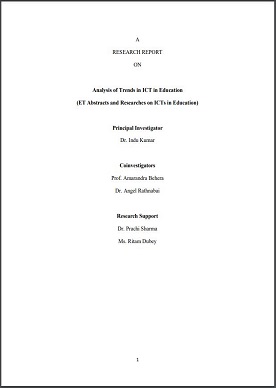 A
RESEARCH REPORT
ON
Analysis of Trends in ICT in Education
(ET Abstracts and Researches on ICTs in Education)
Principal Investigator
Dr. Indu Kumar
Coinvestigators
Prof. Amarendra Behera
Dr. Angel Rathnabai
Research Support
Dr. Prachi Sharma
Ms. Ritam Dubey
1